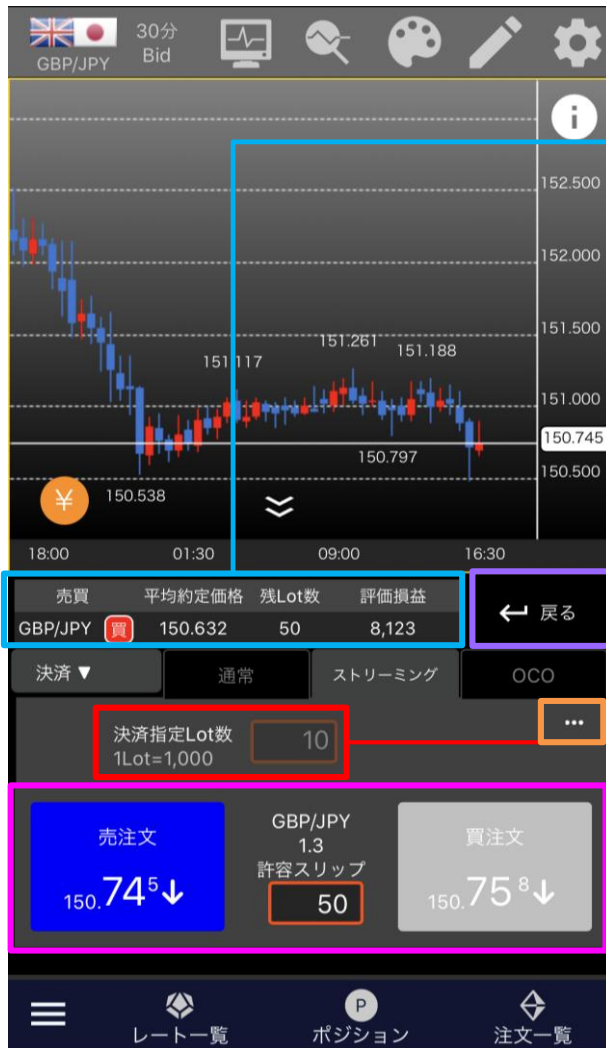 30分
GBP/JPY Bid
152.500
152.000
151.500
151.261
151.188
151.117
151.000
150.745
150.797
150.500
150.538
¥
18:00 01:30 09:00 16:30
売買 平均約定価格 残Lot数 評価損益
GBP/JPY 買 150.632 50 8,123
戻る
決済▼ 通常 ストリーミング OCO
...
決済指定Lot数 10
1Lot=1,000
売注文 GBP/JPY 買注文
1.3
許容スリップ
150.745↓ 50 150.758↓
P
レート一覧 ポジション 注文一覧